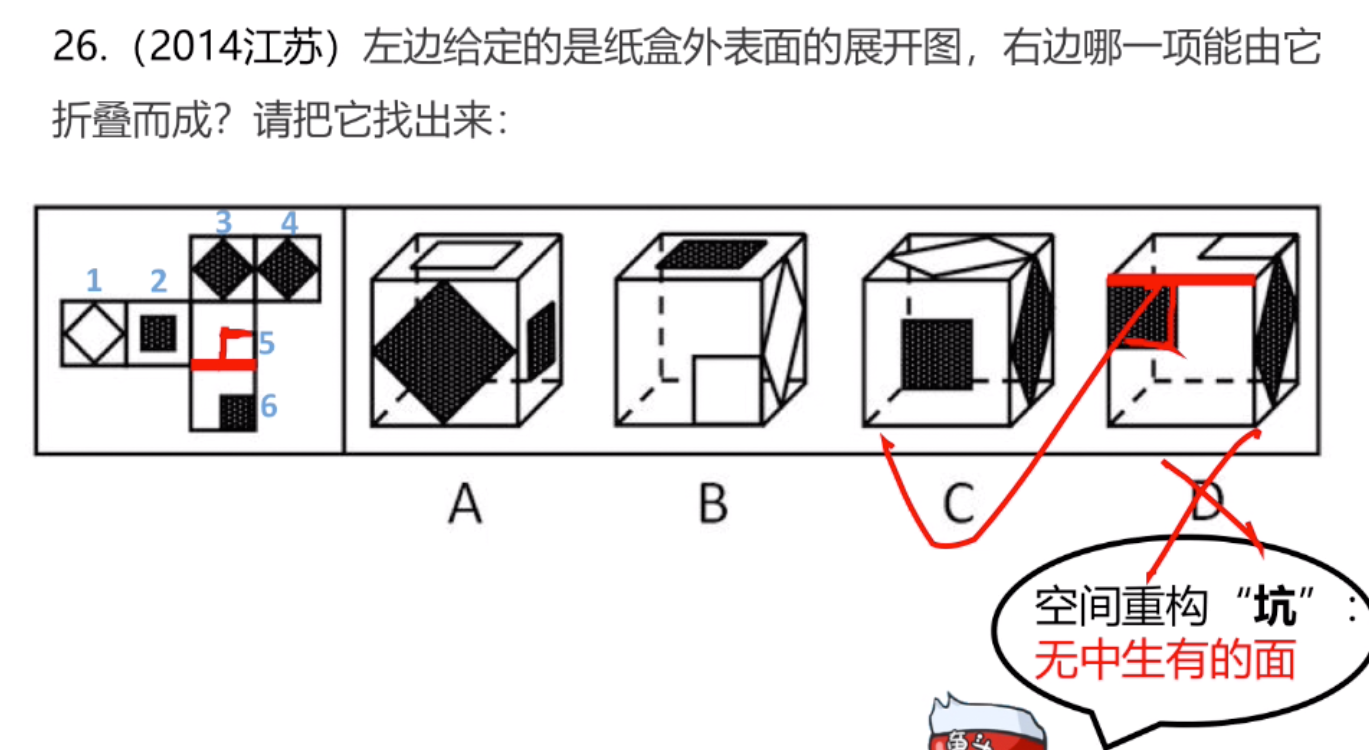 26.（2014江苏）左边给定的是纸盒外表面的展开图，右边哪一项能由它
折叠而成？请把它找出来：
3 4
1 2
5
6
A B C D
空间重构“坑”：
无中生有的面